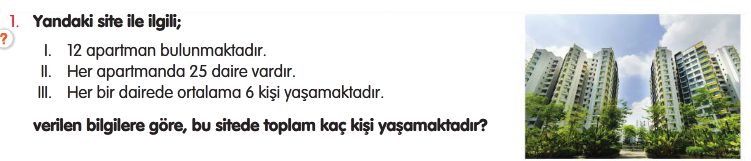 1. Yandaki site ile ilgili;
?
I. 12 apartman bulunmaktadır.
II. Her apartmanda 25 daire vardır.
III. Her bir dairede ortalama 6 kişi yaşamaktadır.
verilen bilgilere göre, bu sitede toplam kaç kişi yaşamaktadır?